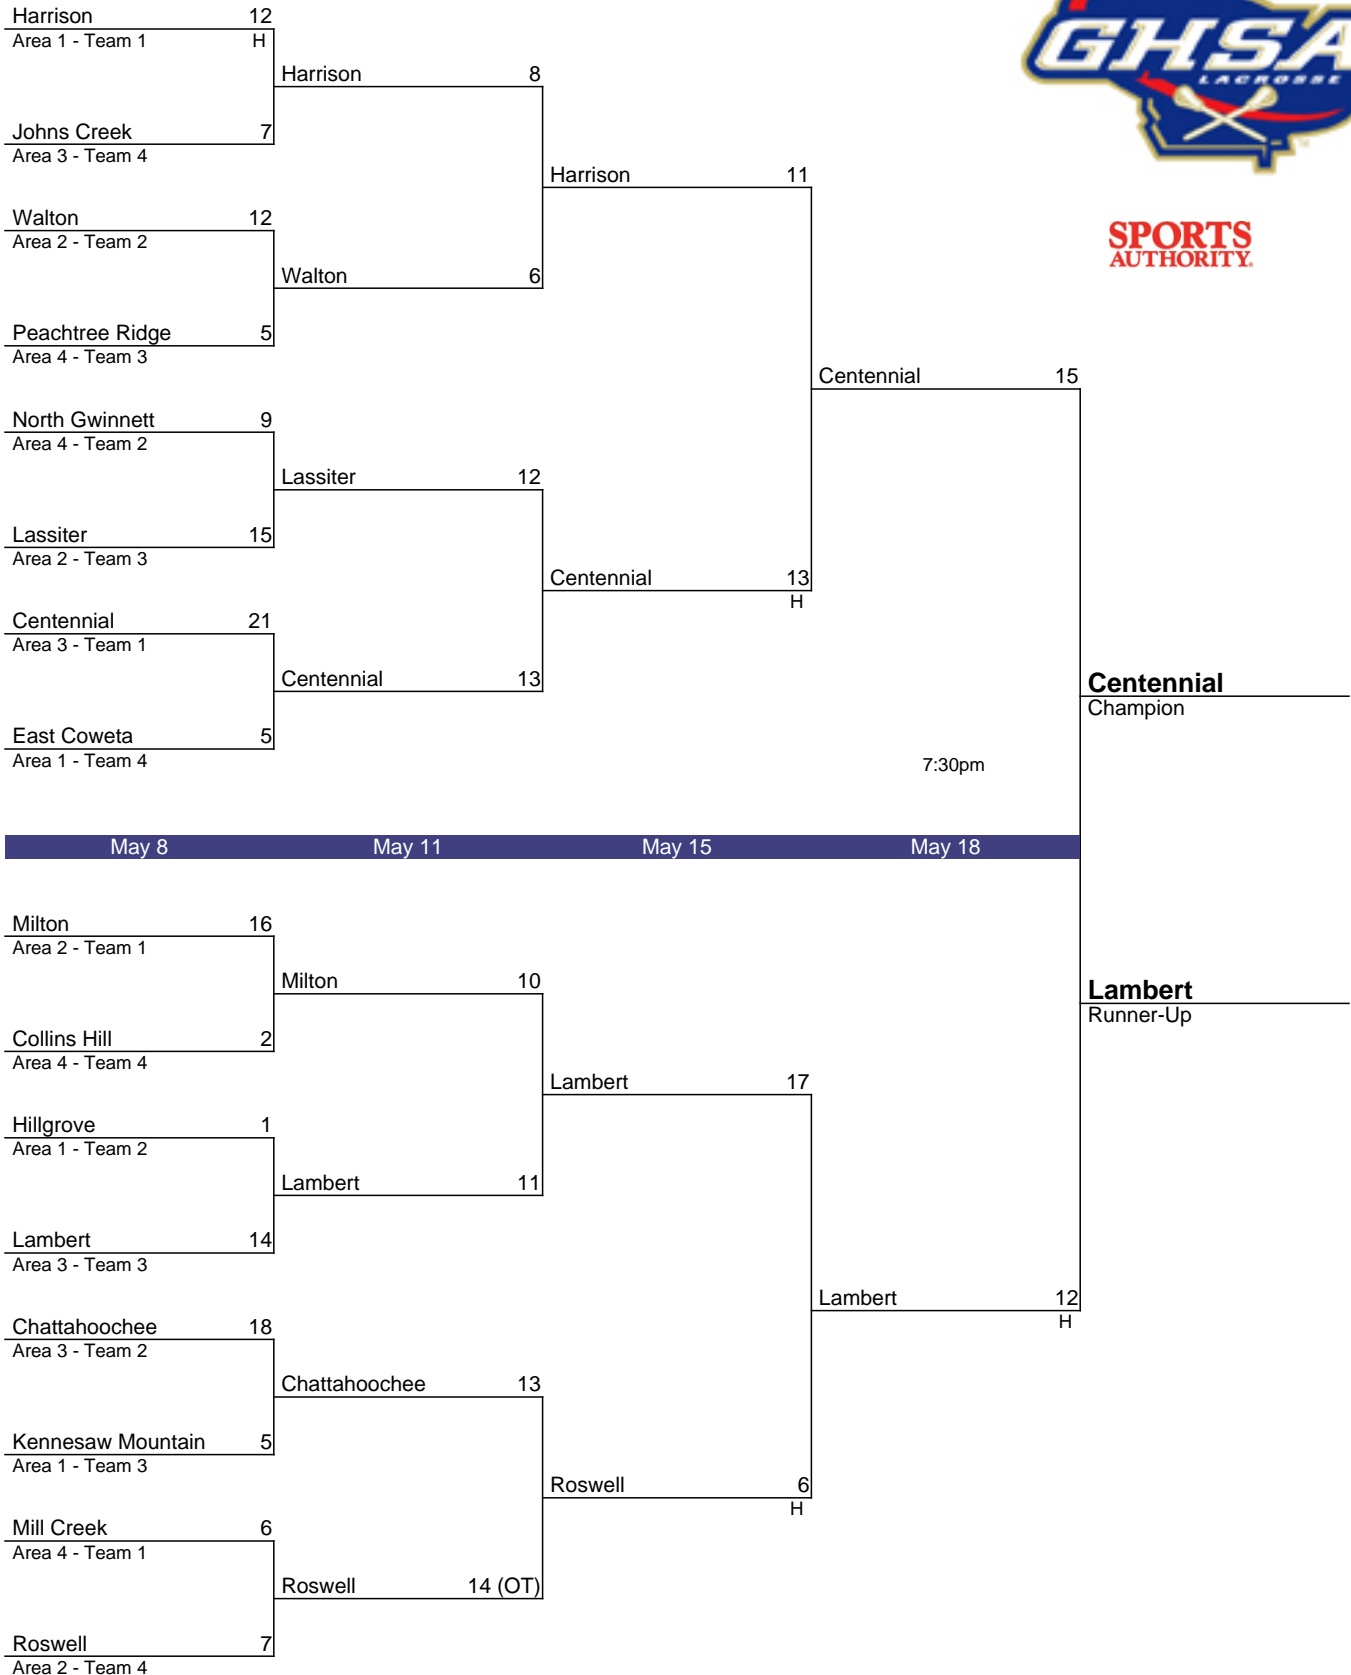 Harrison 12
Area 1 - Team 1 H
Harrison 8
Johns Creek 7
Area 3 - Team 4
Harrison 11
Walton 12
Area 2 - Team 2
Walton 6
Peachtree Ridge 5
Area 4 - Team 3
Centennial 15
North Gwinnett 9
Area 4 - Team 2
Lassiter 12
Lassiter 15
Area 2 - Team 3
Centennial 13
H
Centennial 21
Area 3 - Team 1
Centennial 13
East Coweta 5
Area 1 - Team 4
GHSA
LACROSSE
SPORTS
AUTHORITY
Centennial
Champion
7:30pm
May 8 May 11 May 15 May 18
Milton 16
Area 2 - Team 1
Milton 10
Collins Hill 2
Area 4 - Team 4
Lambert 17
Hillgrove 1
Area 1 - Team 2
Lambert 11
Lambert 14
Area 3 - Team 3
Lambert 12
H
Chattahoochee 18
Area 3 - Team 2
Chattahoochee 13
Kennesaw Mountain 5
Area 1 - Team 3
Roswell 6
H
Mill Creek 6
Area 4 - Team 1
Roswell 14 (OT)
Roswell 7
Area 2 - Team 4
Lambert
Runner-Up